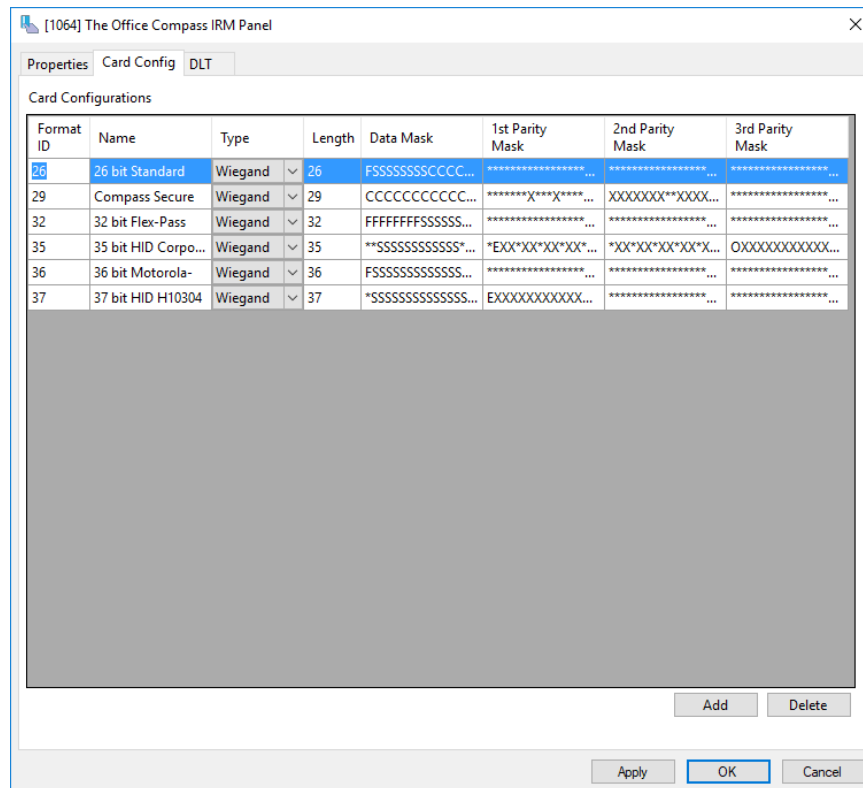 [1064] The Office Compass IRM Panel
Properties Card Config DLT
Card Configurations
Format ID Name Type Length Data Mask 1st Parity Mask 2nd Parity Mask 3rd Parity Mask
26 26 bit Standard Wiegand 26 FSSSSSSSSCCCC... *****************... *****************... *****************...
29 Compass Secure Wiegand 29 CCCCCCCCCCC... *******X***X****... XXXXXXX**XXXX... *****************...
32 32 bit Flex-Pass Wiegand 32 FFFFFFFFSSSSSS... *****************... *****************... *****************...
35 35 bit HID Corpo... Wiegand 35 **SSSSSSSSSSSS*... *EXX*XX*XX*XX*... *XX*XX*XX*XX*X... OXXXXXXXXXXX...
36 36 bit Motorola- Wiegand 36 FSSSSSSSSSSSSS... *****************... *****************... *****************...
37 37 bit HID H10304 Wiegand 37 *SSSSSSSSSSSSSS... EXXXXXXXXXXX... *****************... *****************...
Add Delete
Apply OK Cancel